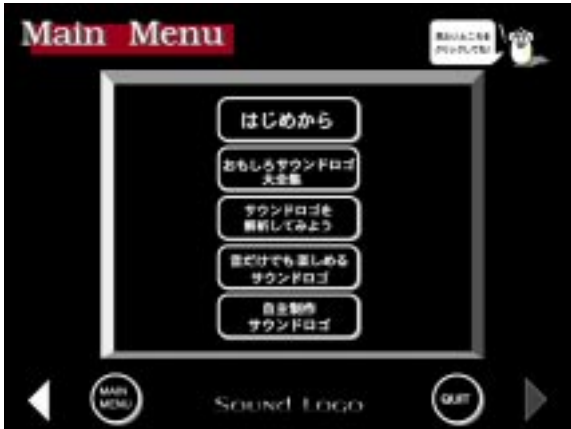 Main Menu
はじめから
おもしろサウンドロゴ
大全集
サウンドロゴを
解析してみよう
音だけでも楽しめる
サウンドロゴ
自主制作
サウンドロゴ
MAIN
MENU
Sound Logo
QUIT